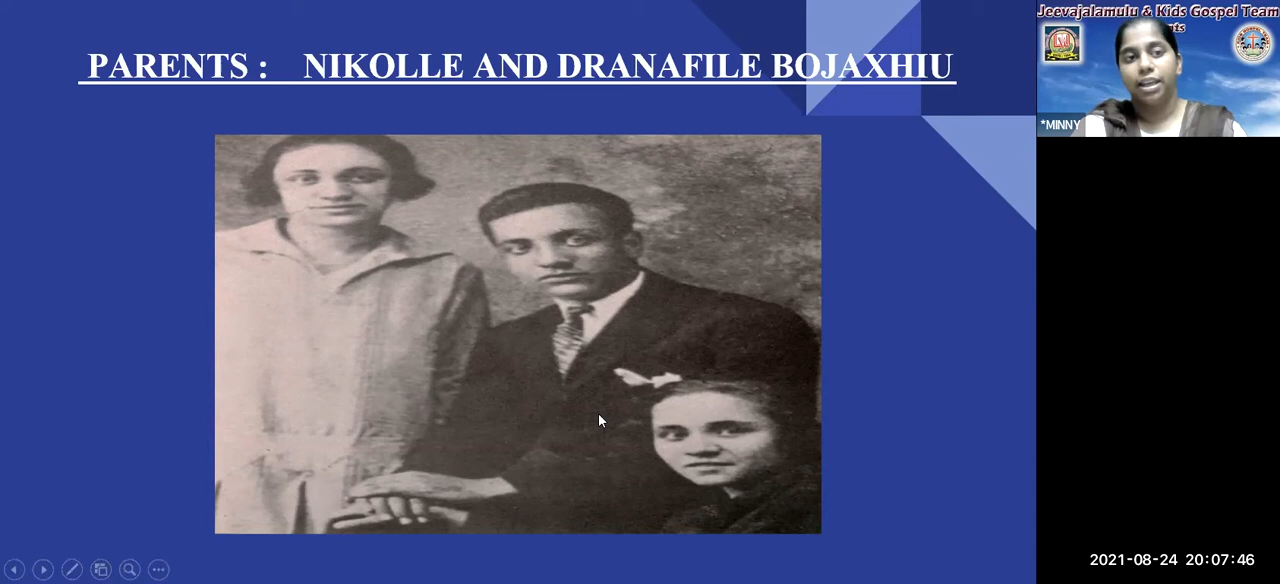 PARENTS : NIKOLLE AND DRANAFILE BOJAXHIU
Jeevajalamulu & Kids Gospel Team
*MINNY
2021-08-24 20:07:46